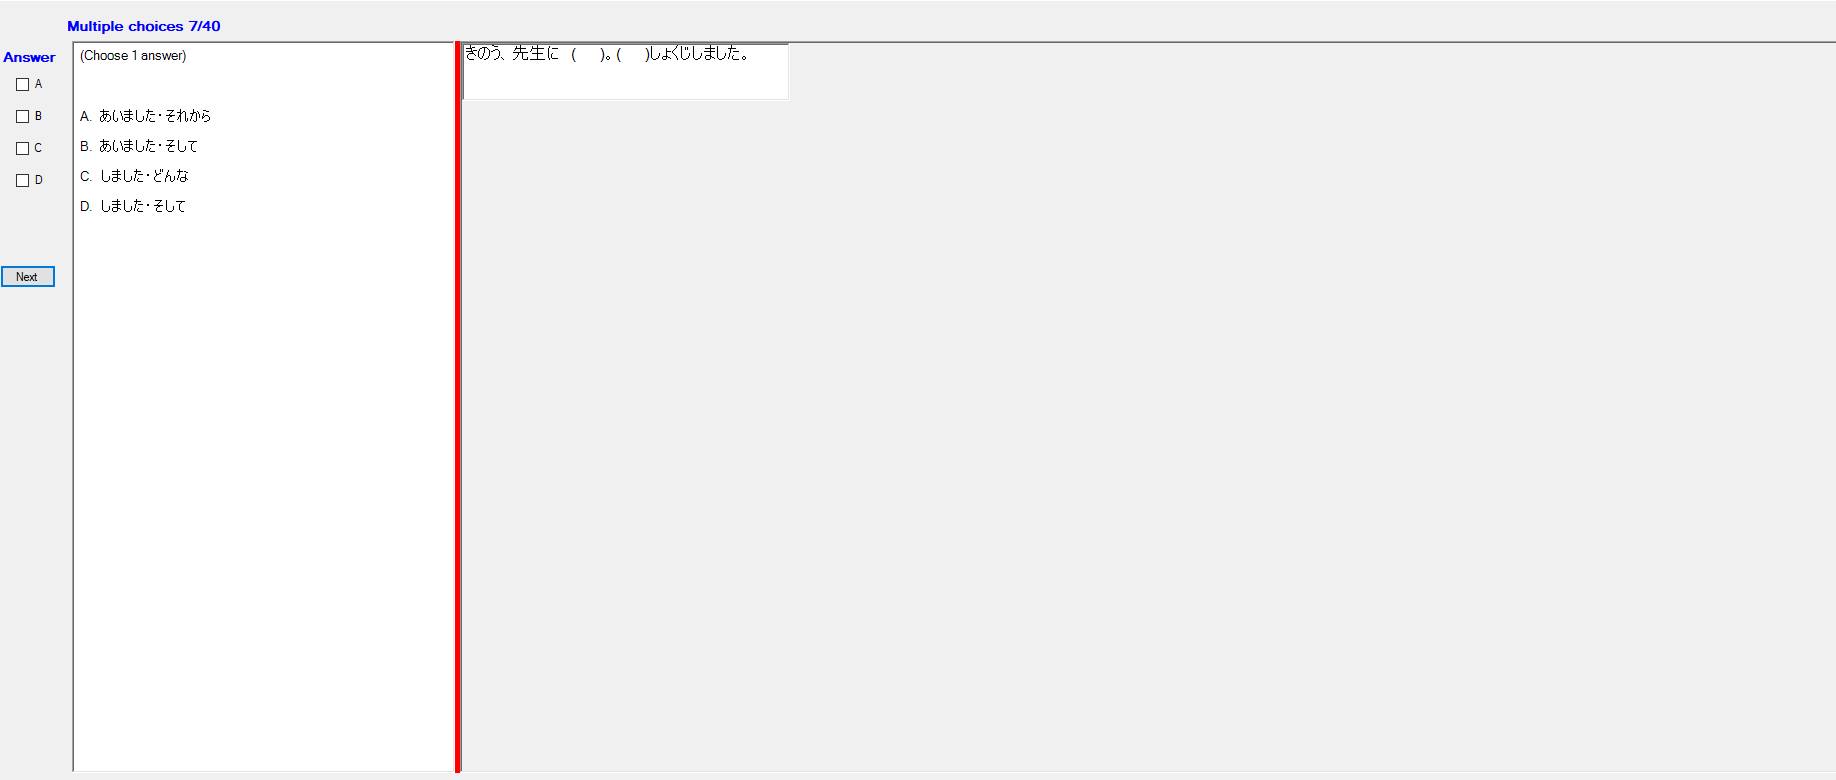 Multiple choices 7/40
Answer
A
B
C
D
Next
(Choose 1 answer)
A. あいました・それから
B. あいました・そして
C. しました・どんな
D. しました・そして
きのう、先生に (    )。(    )しょくじしました。